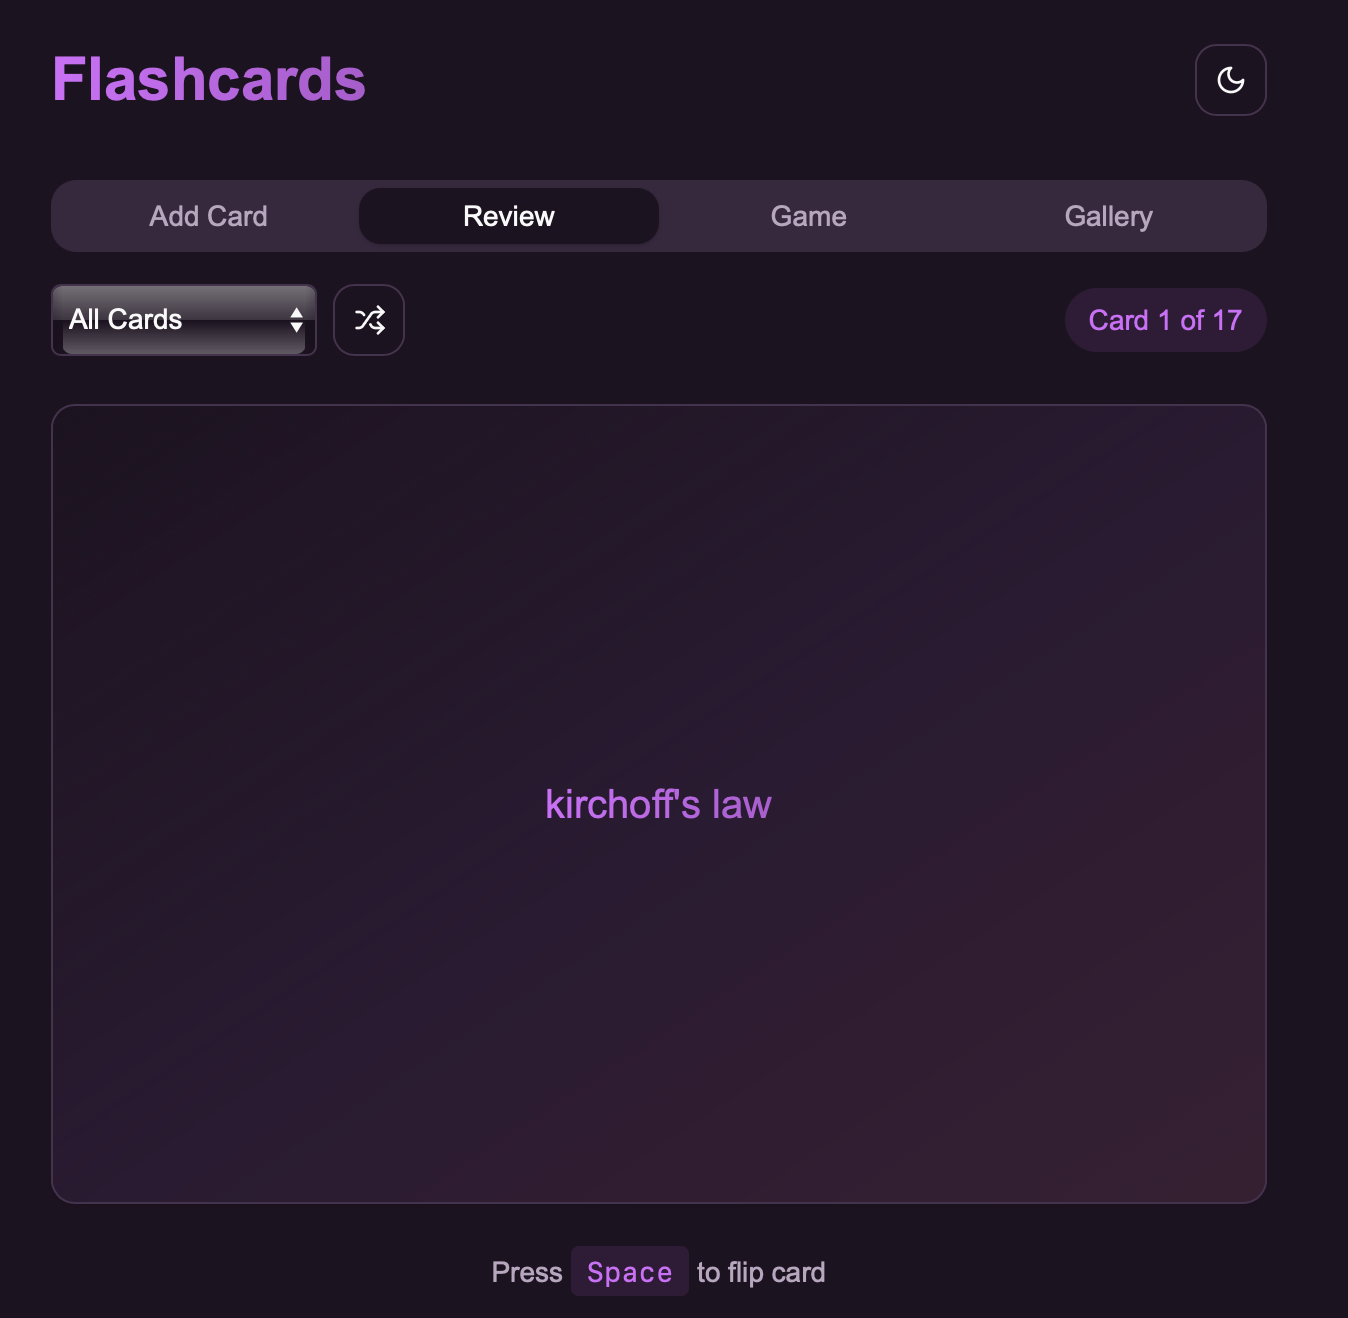 Flashcards
Add Card Review Game Gallery
All Cards Card 1 of 17
kirchoff's law
Press Space to flip card